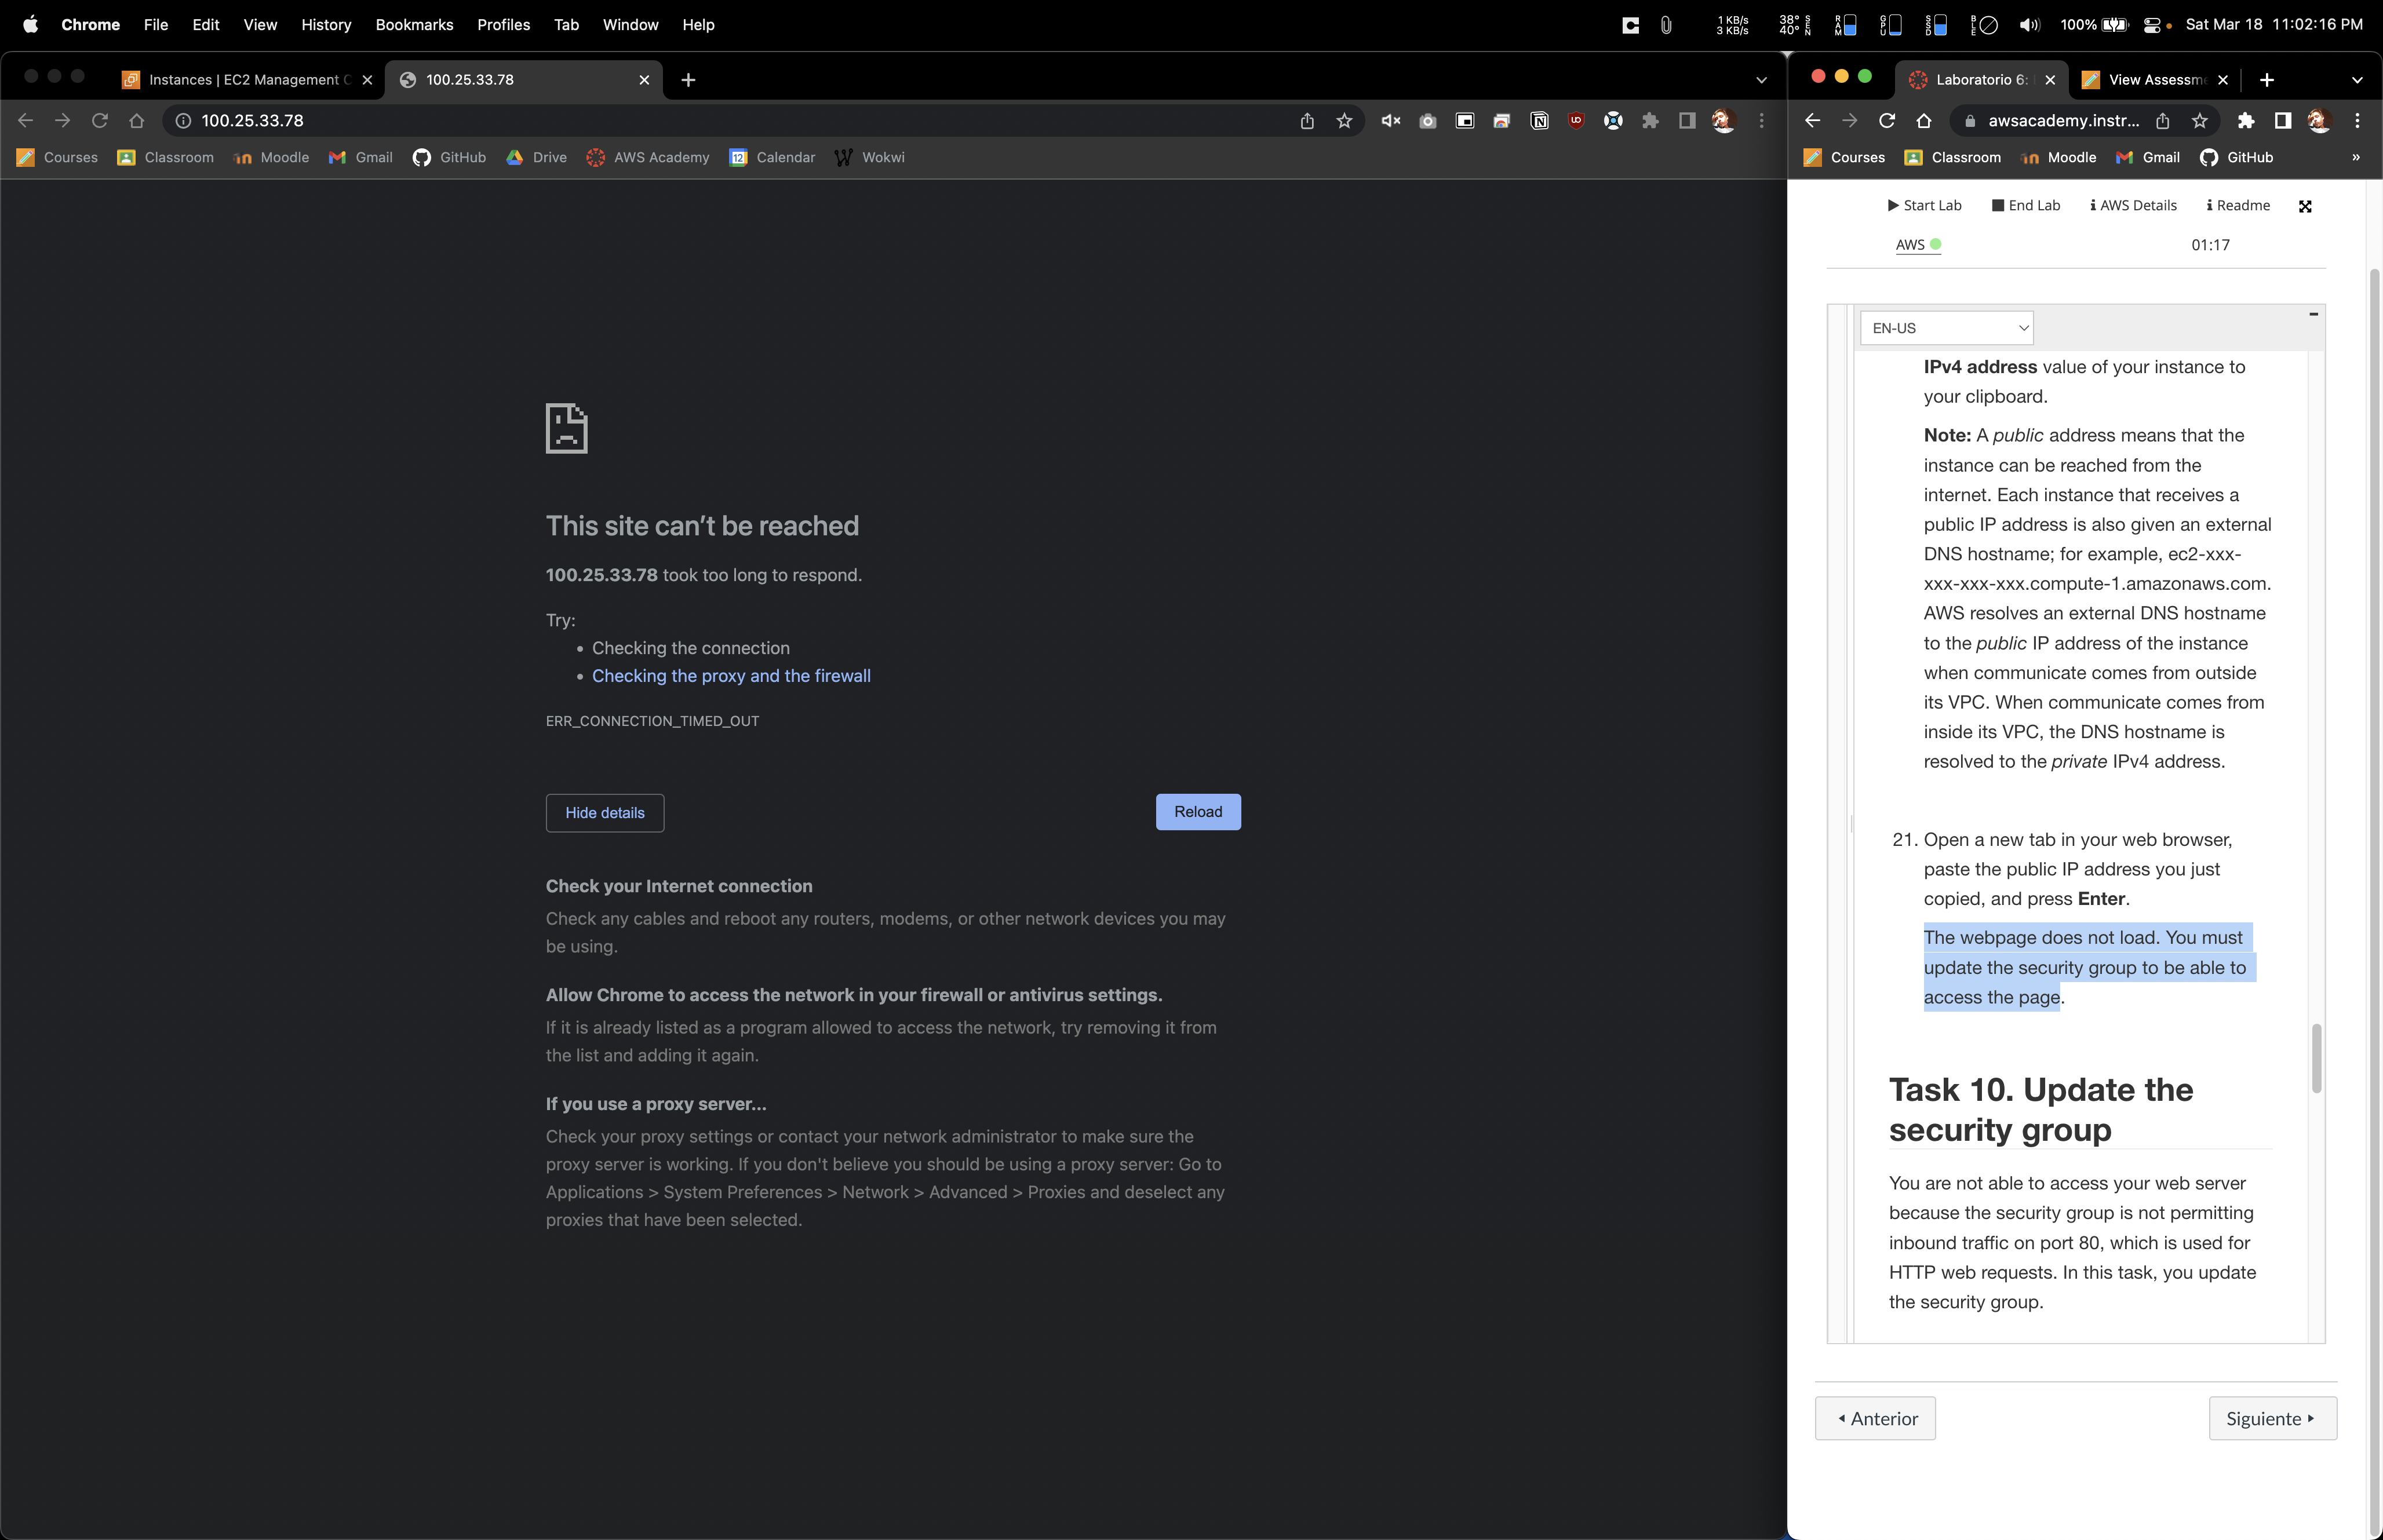 Chrome File Edit View History Bookmarks Profiles Tab Window Help
1 KB/s
3 KB/s
38°
40°
SEN
RAM
GPU
SSD
BLE
100%
Sat Mar 18 11:02:16 PM
Instances | EC2 Management C
100.25.33.78
100.25.33.78
Courses Classroom Moodle Gmail GitHub Drive AWS Academy Calendar Wokwi
This site can't be reached
100.25.33.78 took too long to respond.
Try:
• Checking the connection
• Checking the proxy and the firewall
ERR_CONNECTION_TIMED_OUT
Hide details
Reload
Check your Internet connection
Check any cables and reboot any routers, modems, or other network devices you may
be using.
Allow Chrome to access the network in your firewall or antivirus settings.
If it is already listed as a program allowed to access the network, try removing it from
the list and adding it again.
If you use a proxy server...
Check your proxy settings or contact your network administrator to make sure the
proxy server is working. If you don't believe you should be using a proxy server: Go to
Applications > System Preferences > Network > Advanced > Proxies and deselect any
proxies that have been selected.
Laboratorio 6:
View Assessm
awsacademy.instr...
Courses Classroom Moodle Gmail GitHub »
Start Lab End Lab AWS Details Readme
AWS 01:17
EN-US
IPv4 address value of your instance to
your clipboard.
Note: A public address means that the
instance can be reached from the
internet. Each instance that receives a
public IP address is also given an external
DNS hostname; for example, ec2-xxx-
xxx-xxx-xxx.compute-1.amazonaws.com.
AWS resolves an external DNS hostname
to the public IP address of the instance
when communicate comes from outside
its VPC. When communicate comes from
inside its VPC, the DNS hostname is
resolved to the private IPv4 address.
21. Open a new tab in your web browser,
paste the public IP address you just
copied, and press Enter.
The webpage does not load. You must
update the security group to be able to
access the page.
Task 10. Update the
security group
You are not able to access your web server
because the security group is not permitting
inbound traffic on port 80, which is used for
HTTP web requests. In this task, you update
the security group.
Anterior
Siguiente